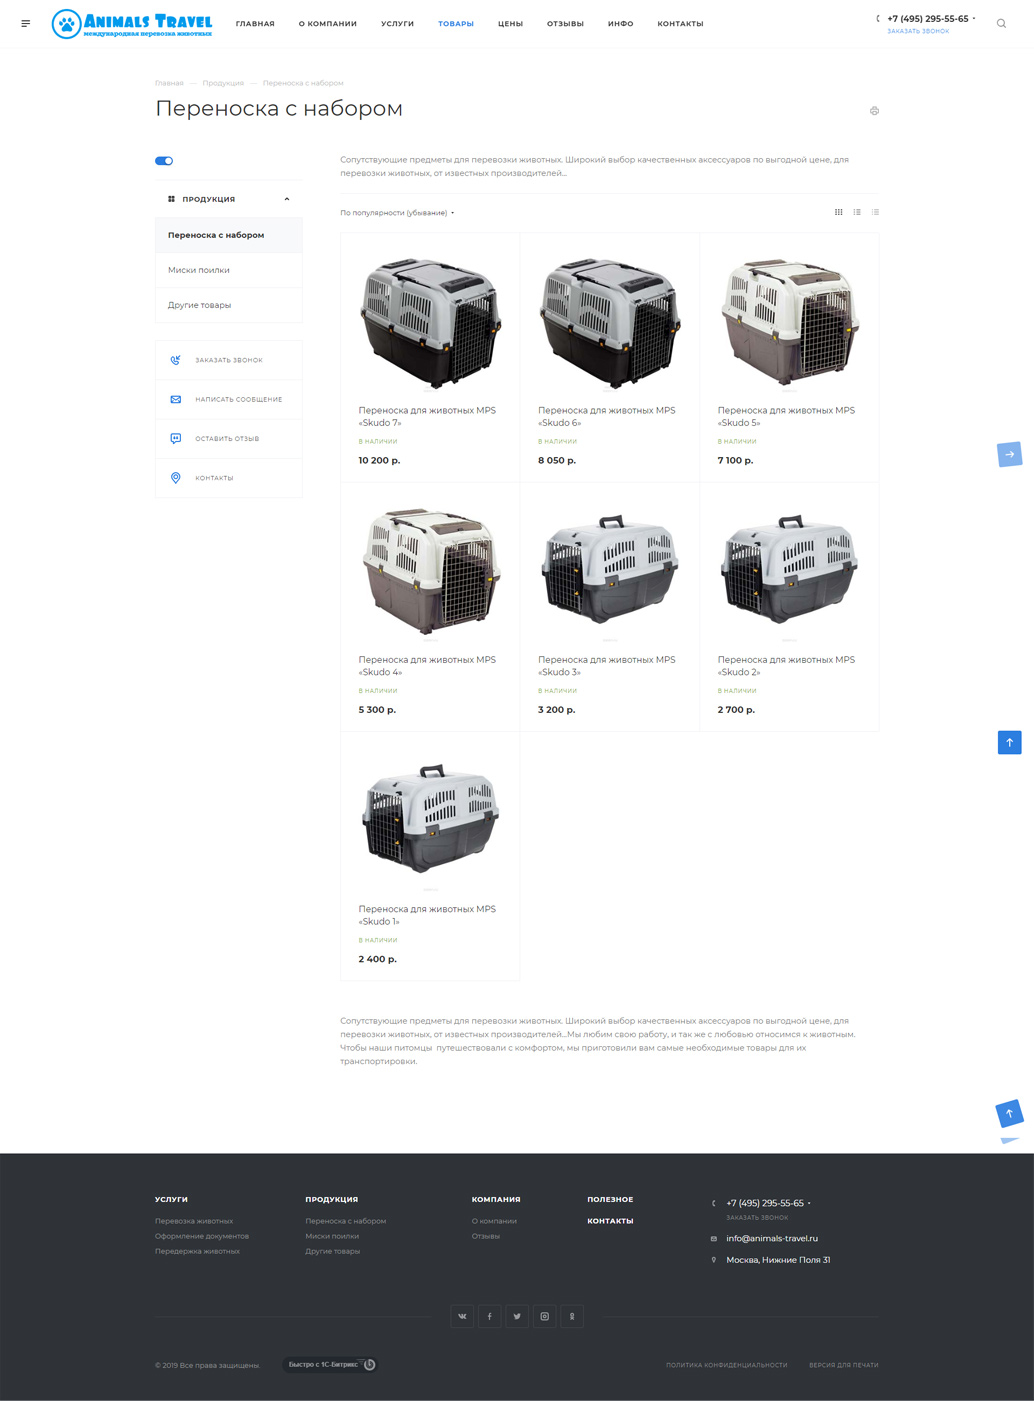 Animals Travel
международная перевозка животных
ГЛАВНАЯ
О КОМПАНИИ
УСЛУГИ
ТОВАРЫ
ЦЕНЫ
ОТЗЫВЫ
ИНФО
КОНТАКТЫ
+7 (495) 295-55-65
ЗАКАЗАТЬ ЗВОНОК
Главная — Продукция — Переноска с набором
Переноска с набором
ПРОДУКЦИЯ
Переноска с набором
Миски поилки
Другие товары
ЗАКАЗАТЬ ЗВОНОК
НАПИСАТЬ СООБЩЕНИЕ
ОСТАВИТЬ ОТЗЫВ
КОНТАКТЫ
Сопутствующие предметы для перевозки животных. Широкий выбор качественных аксессуаров по выгодной цене, для
перевозки животных, от известных производителей...
По популярности (убывание)
Переноска для животных MPS
«Skudo 7»
В НАЛИЧИИ
10 200 р.
Переноска для животных MPS
«Skudo 6»
В НАЛИЧИИ
8 050 р.
Переноска для животных MPS
«Skudo 5»
В НАЛИЧИИ
7 100 р.
Переноска для животных MPS
«Skudo 4»
В НАЛИЧИИ
5 300 р.
Переноска для животных MPS
«Skudo 3»
В НАЛИЧИИ
3 200 р.
Переноска для животных MPS
«Skudo 2»
В НАЛИЧИИ
2 700 р.
Переноска для животных MPS
«Skudo 1»
В НАЛИЧИИ
2 400 р.
Сопутствующие предметы для перевозки животных. Широкий выбор качественных аксессуаров по выгодной цене, для
перевозки животных, от известных производителей...Мы любим свою работу, и так же с любовью относимся к животным.
Чтобы наши питомцы путешествовали с комфортом, мы приготовили вам самые необходимые товары для их
транспортировки.
УСЛУГИ
Перевозка животных
Оформление документов
Передержка животных
ПРОДУКЦИЯ
Переноска с набором
Миски поилки
Другие товары
КОМПАНИЯ
О компании
Отзывы
ПОЛЕЗНОЕ
КОНТАКТЫ
+7 (495) 295-55-65
ЗАКАЗАТЬ ЗВОНОК
info@animals-travel.ru
Москва, Нижние Поля 31
© 2019 Все права защищены.
Быстро с 1С-Битрикс
ПОЛИТИКА КОНФИДЕНЦИАЛЬНОСТИ
ВЕРСИЯ ДЛЯ ПЕЧАТИ